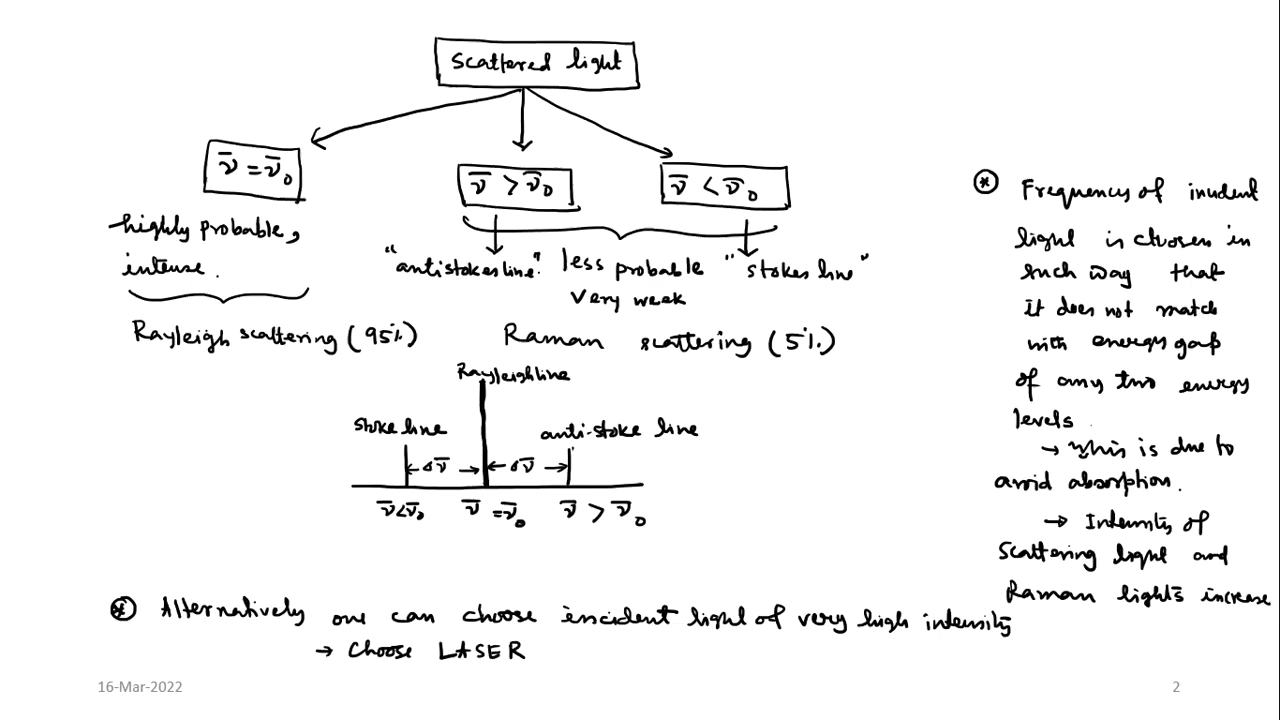 Scattered light
ν̅ = ν̅₀
ν̅ > ν̅₀
ν̅ < ν̅₀
highly probable,
intense.
Rayleigh scattering (95%)
"antistokes line".
less probable
very weak
"stokes line"
Raman scattering (5%)
Rayleigh line
stoke line
anti-stoke line
Δν̅
Δν̅
ν̅<ν̅₀
ν̅ = ν̅₀
ν̅ > ν̅₀
* Frequency of incident
light is chosen in
such way that
it does not match
with energy gap
of any two energy
levels.
→ This is due to
avoid absorption.
→ Intensity of
scattering light and
Raman lights increase
* Alternatively one can choose incident light of very high intensity
→ Choose LASER
16-Mar-2022
2